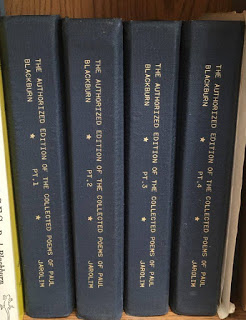 THE AUTHORIZED EDITION OF THE COLLECTED POEMS OF PAUL
BLACKBURN * PT.1 * JAROLIM
THE AUTHORIZED EDITION OF THE COLLECTED POEMS OF PAUL
BLACKBURN * PT.2 * JAROLIM
THE AUTHORIZED EDITION OF THE COLLECTED POEMS OF PAUL
BLACKBURN * PT.3 * JAROLIM
THE AUTHORIZED EDITION OF THE COLLECTED POEMS OF PAUL
BLACKBURN * PT.4 * JAROLIM